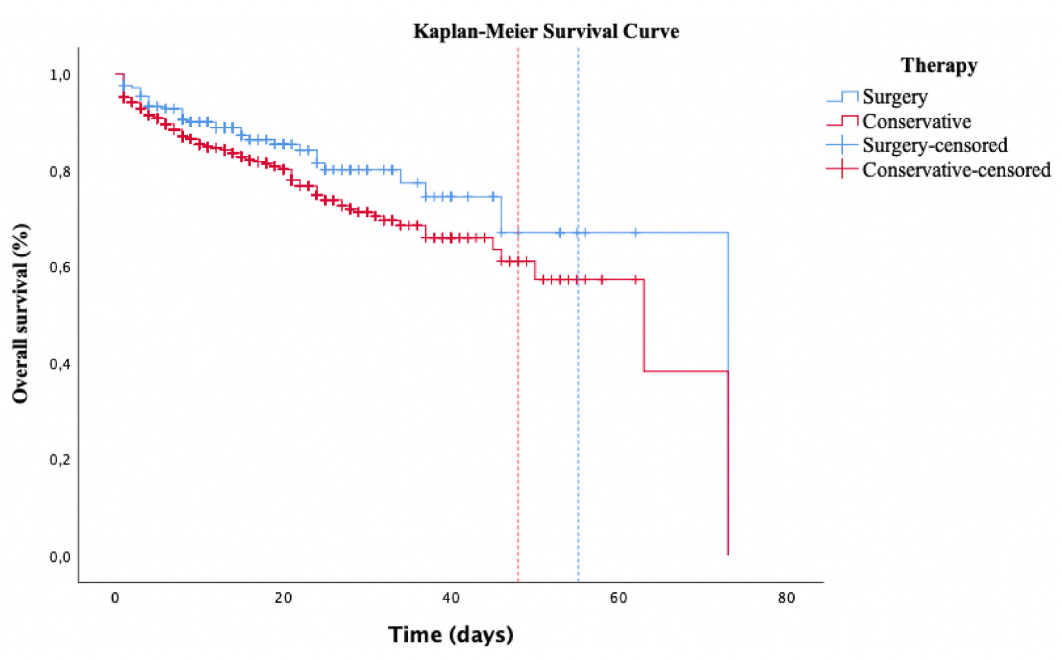 Kaplan-Meier Survival Curve
Therapy
Surgery
Conservative
Surgery-censored
Conservative-censored
Overall survival (%)
1,0
0,8
0,6
0,4
0,2
0,0
0 20 40 60 80
Time (days)